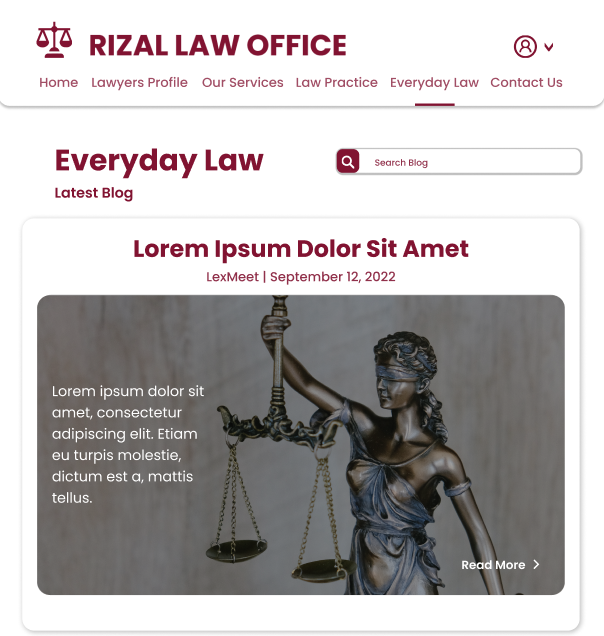 RIZAL LAW OFFICE
Home Lawyers Profile Our Services Law Practice Everyday Law Contact Us
Everyday Law
Search Blog
Latest Blog
Lorem Ipsum Dolor Sit Amet
LexMeet | September 12, 2022
Lorem ipsum dolor sit
amet, consectetur
adipiscing elit. Etiam
eu turpis molestie,
dictum est a, mattis
tellus.
Read More